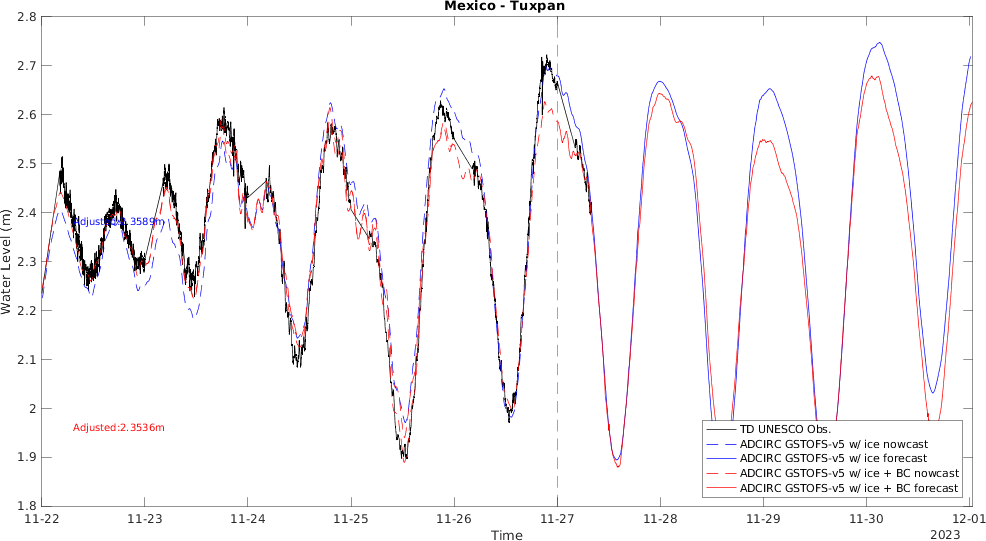 Mexico - Tuxpan
2.8
2.7
2.6
2.5
2.4
2.3
2.2
2.1
2
1.9
1.8
Water Level (m)
Adjusted:2.3589m
Adjusted:2.3536m
TD UNESCO Obs.
ADCIRC GSTOFS-v5 w/ ice nowcast
ADCIRC GSTOFS-v5 w/ ice forecast
ADCIRC GSTOFS-v5 w/ ice + BC nowcast
ADCIRC GSTOFS-v5 w/ ice + BC forecast
11-22 11-23 11-24 11-25 11-26 11-27 11-28 11-29 11-30 12-01
Time
2023